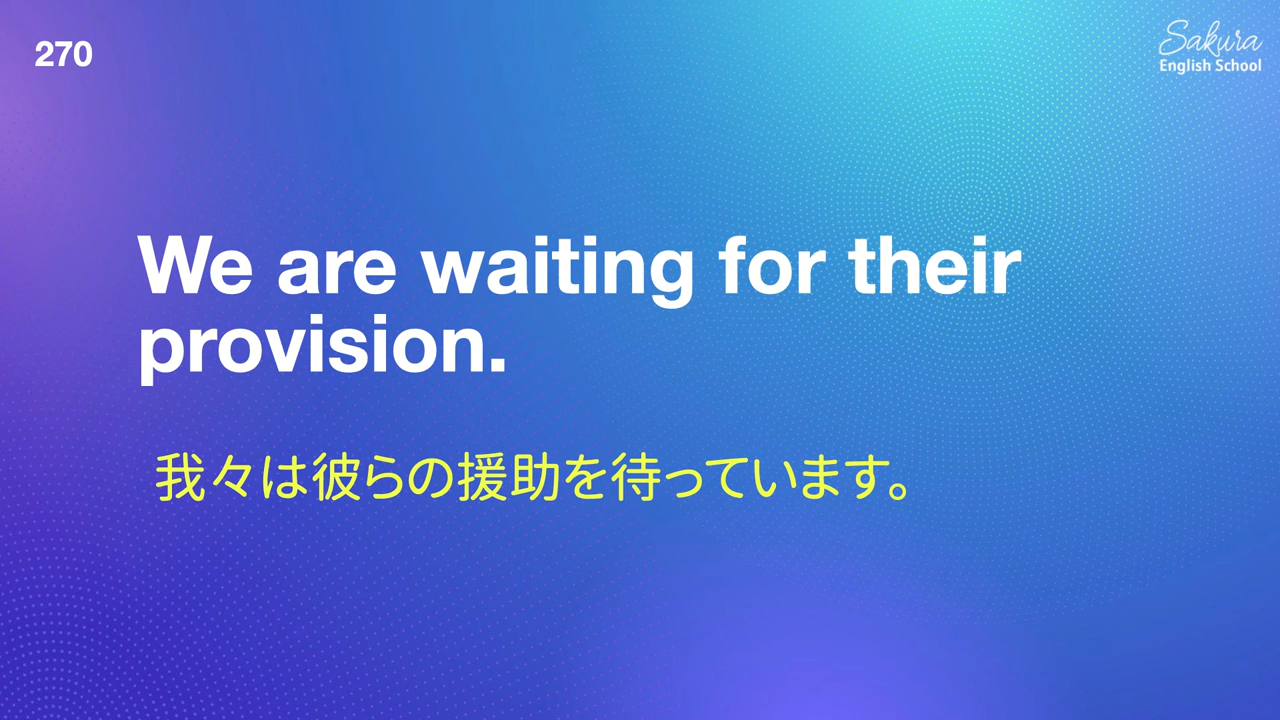 270
Sakura
English School
We are waiting for their
provision.
我々は彼らの援助を待っています。